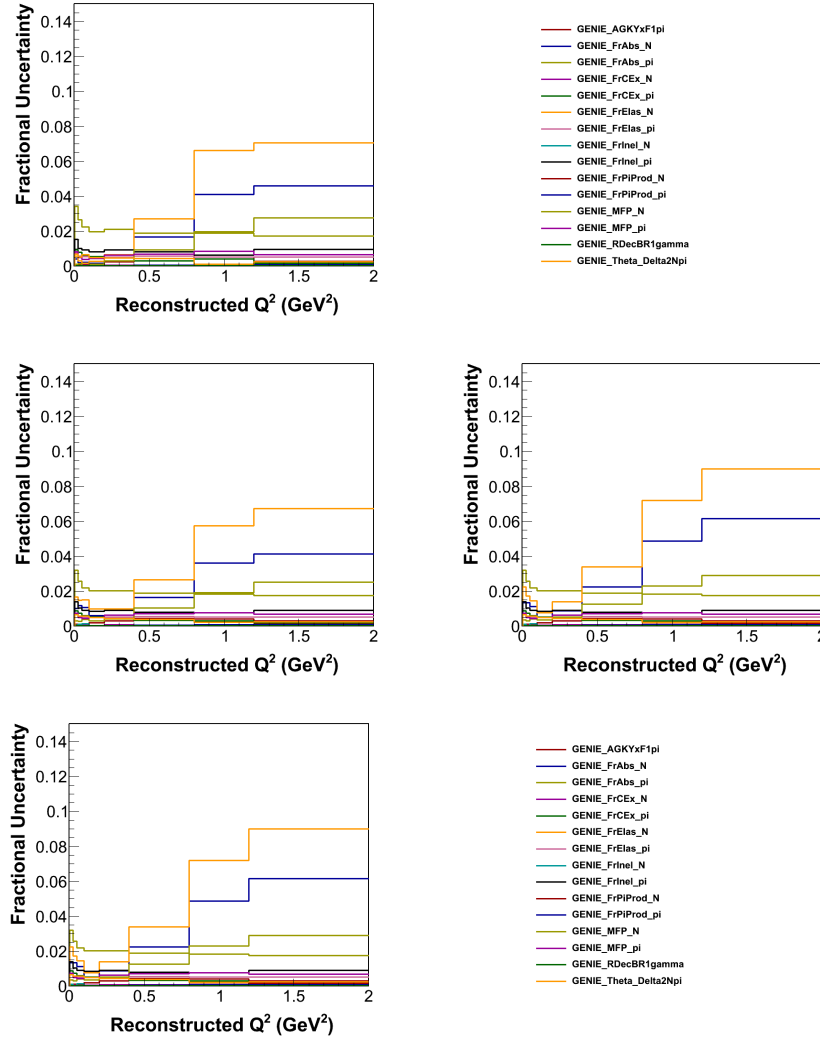 Fractional Uncertainty
0.14
0.12
0.1
0.08
0.06
0.04
0.02
0
0 0.5 1 1.5 2
Reconstructed Q² (GeV²)
GENIE_AGKYxF1pi
GENIE_FrAbs_N
GENIE_FrAbs_pi
GENIE_FrCEx_N
GENIE_FrCEx_pi
GENIE_FrElas_N
GENIE_FrElas_pi
GENIE_FrInel_N
GENIE_FrInel_pi
GENIE_FrPiProd_N
GENIE_FrPiProd_pi
GENIE_MFP_N
GENIE_MFP_pi
GENIE_RDecBR1gamma
GENIE_Theta_Delta2Npi
Fractional Uncertainty
0.14
0.12
0.1
0.08
0.06
0.04
0.02
0
0 0.5 1 1.5 2
Reconstructed Q² (GeV²)
Fractional Uncertainty
0.14
0.12
0.1
0.08
0.06
0.04
0.02
0
0 0.5 1 1.5 2
Reconstructed Q² (GeV²)
Fractional Uncertainty
0.14
0.12
0.1
0.08
0.06
0.04
0.02
0
0 0.5 1 1.5 2
Reconstructed Q² (GeV²)
GENIE_AGKYxF1pi
GENIE_FrAbs_N
GENIE_FrAbs_pi
GENIE_FrCEx_N
GENIE_FrCEx_pi
GENIE_FrElas_N
GENIE_FrElas_pi
GENIE_FrInel_N
GENIE_FrInel_pi
GENIE_FrPiProd_N
GENIE_FrPiProd_pi
GENIE_MFP_N
GENIE_MFP_pi
GENIE_RDecBR1gamma
GENIE_Theta_Delta2Npi